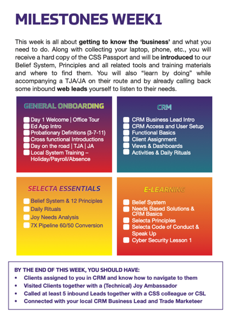 MILESTONES WEEK1
This week is all about getting to know the ‘business’ and what you
need to do. Along with collecting your laptop, phone, etc., you will
receive a hard copy of the CSS Passport and will be introduced to our
Belief System, Principles and all related tools and training materials
and where to find them. You will also “learn by doing” while
accompanying a TJA/JA on their route and by already calling back
some inbound web leads yourself to listen to their needs.
GENERAL ONBOARDING
Day 1 Welcome | Office Tour
Ed App Intro
Probationary Definitions (3-7-11)
Cross functional Introductions
Day on the road | TJA | JA
Local System Training –
Holiday/Payroll/Absence
CRM
CRM Business Lead Intro
CRM Access and User Setup
Functional Basics
Client Assignment
Views & Dashboards
Activities & Daily Rituals
SELECTA ESSENTIALS
Belief System & 12 Principles
Daily Rituals
Joy Needs Analysis
7X Pipeline 60/50 Conversion
E-LEARNING
Belief System
Needs Based Solutions &
CRM Basics
Selecta Principles
Selecta Code of Conduct &
Speak Up
Cyber Security Lesson 1
BY THE END OF THIS WEEK, YOU SHOULD HAVE:
• Clients assigned to you in CRM and know how to navigate to them
• Visited Clients together with a (Technical) Joy Ambassador
• Called at least 5 inbound Leads together with a CSS colleague or CSL
• Connected with your local CRM Business Lead and Trade Marketeer